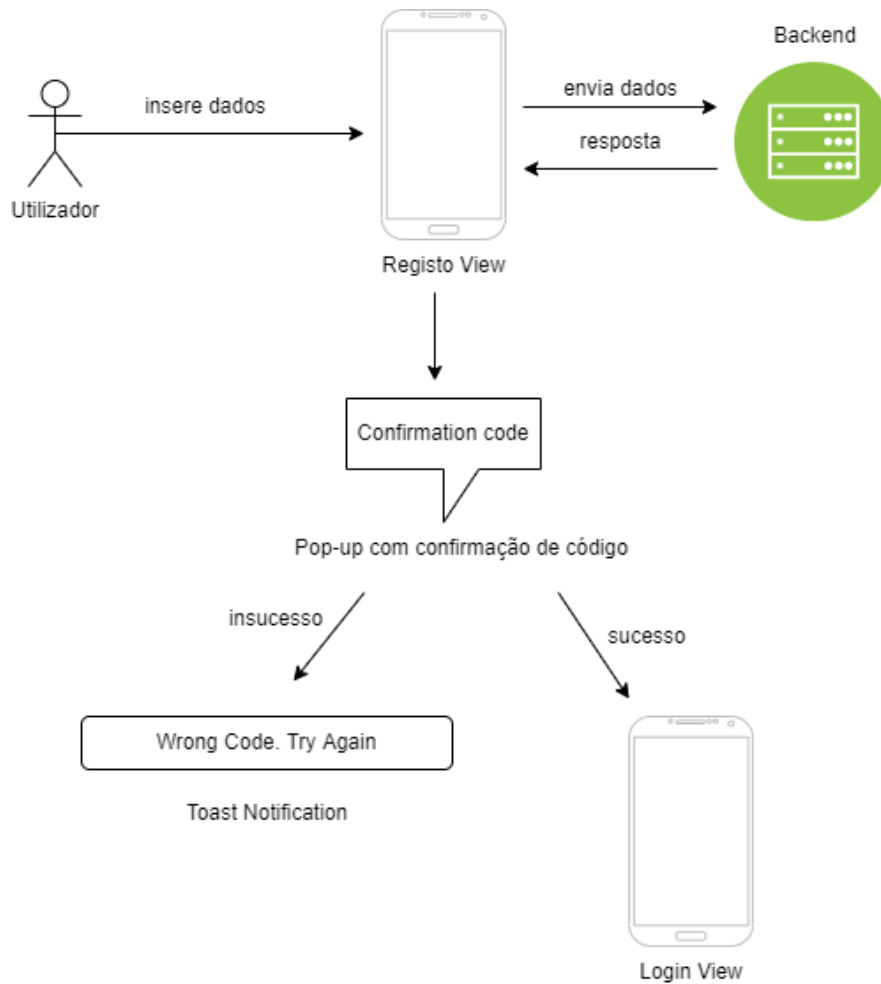 Backend
insere dados
envia dados
resposta
Utilizador
Registo View
Confirmation code
Pop-up com confirmação de código
insucesso
sucesso
Wrong Code. Try Again
Toast Notification
Login View